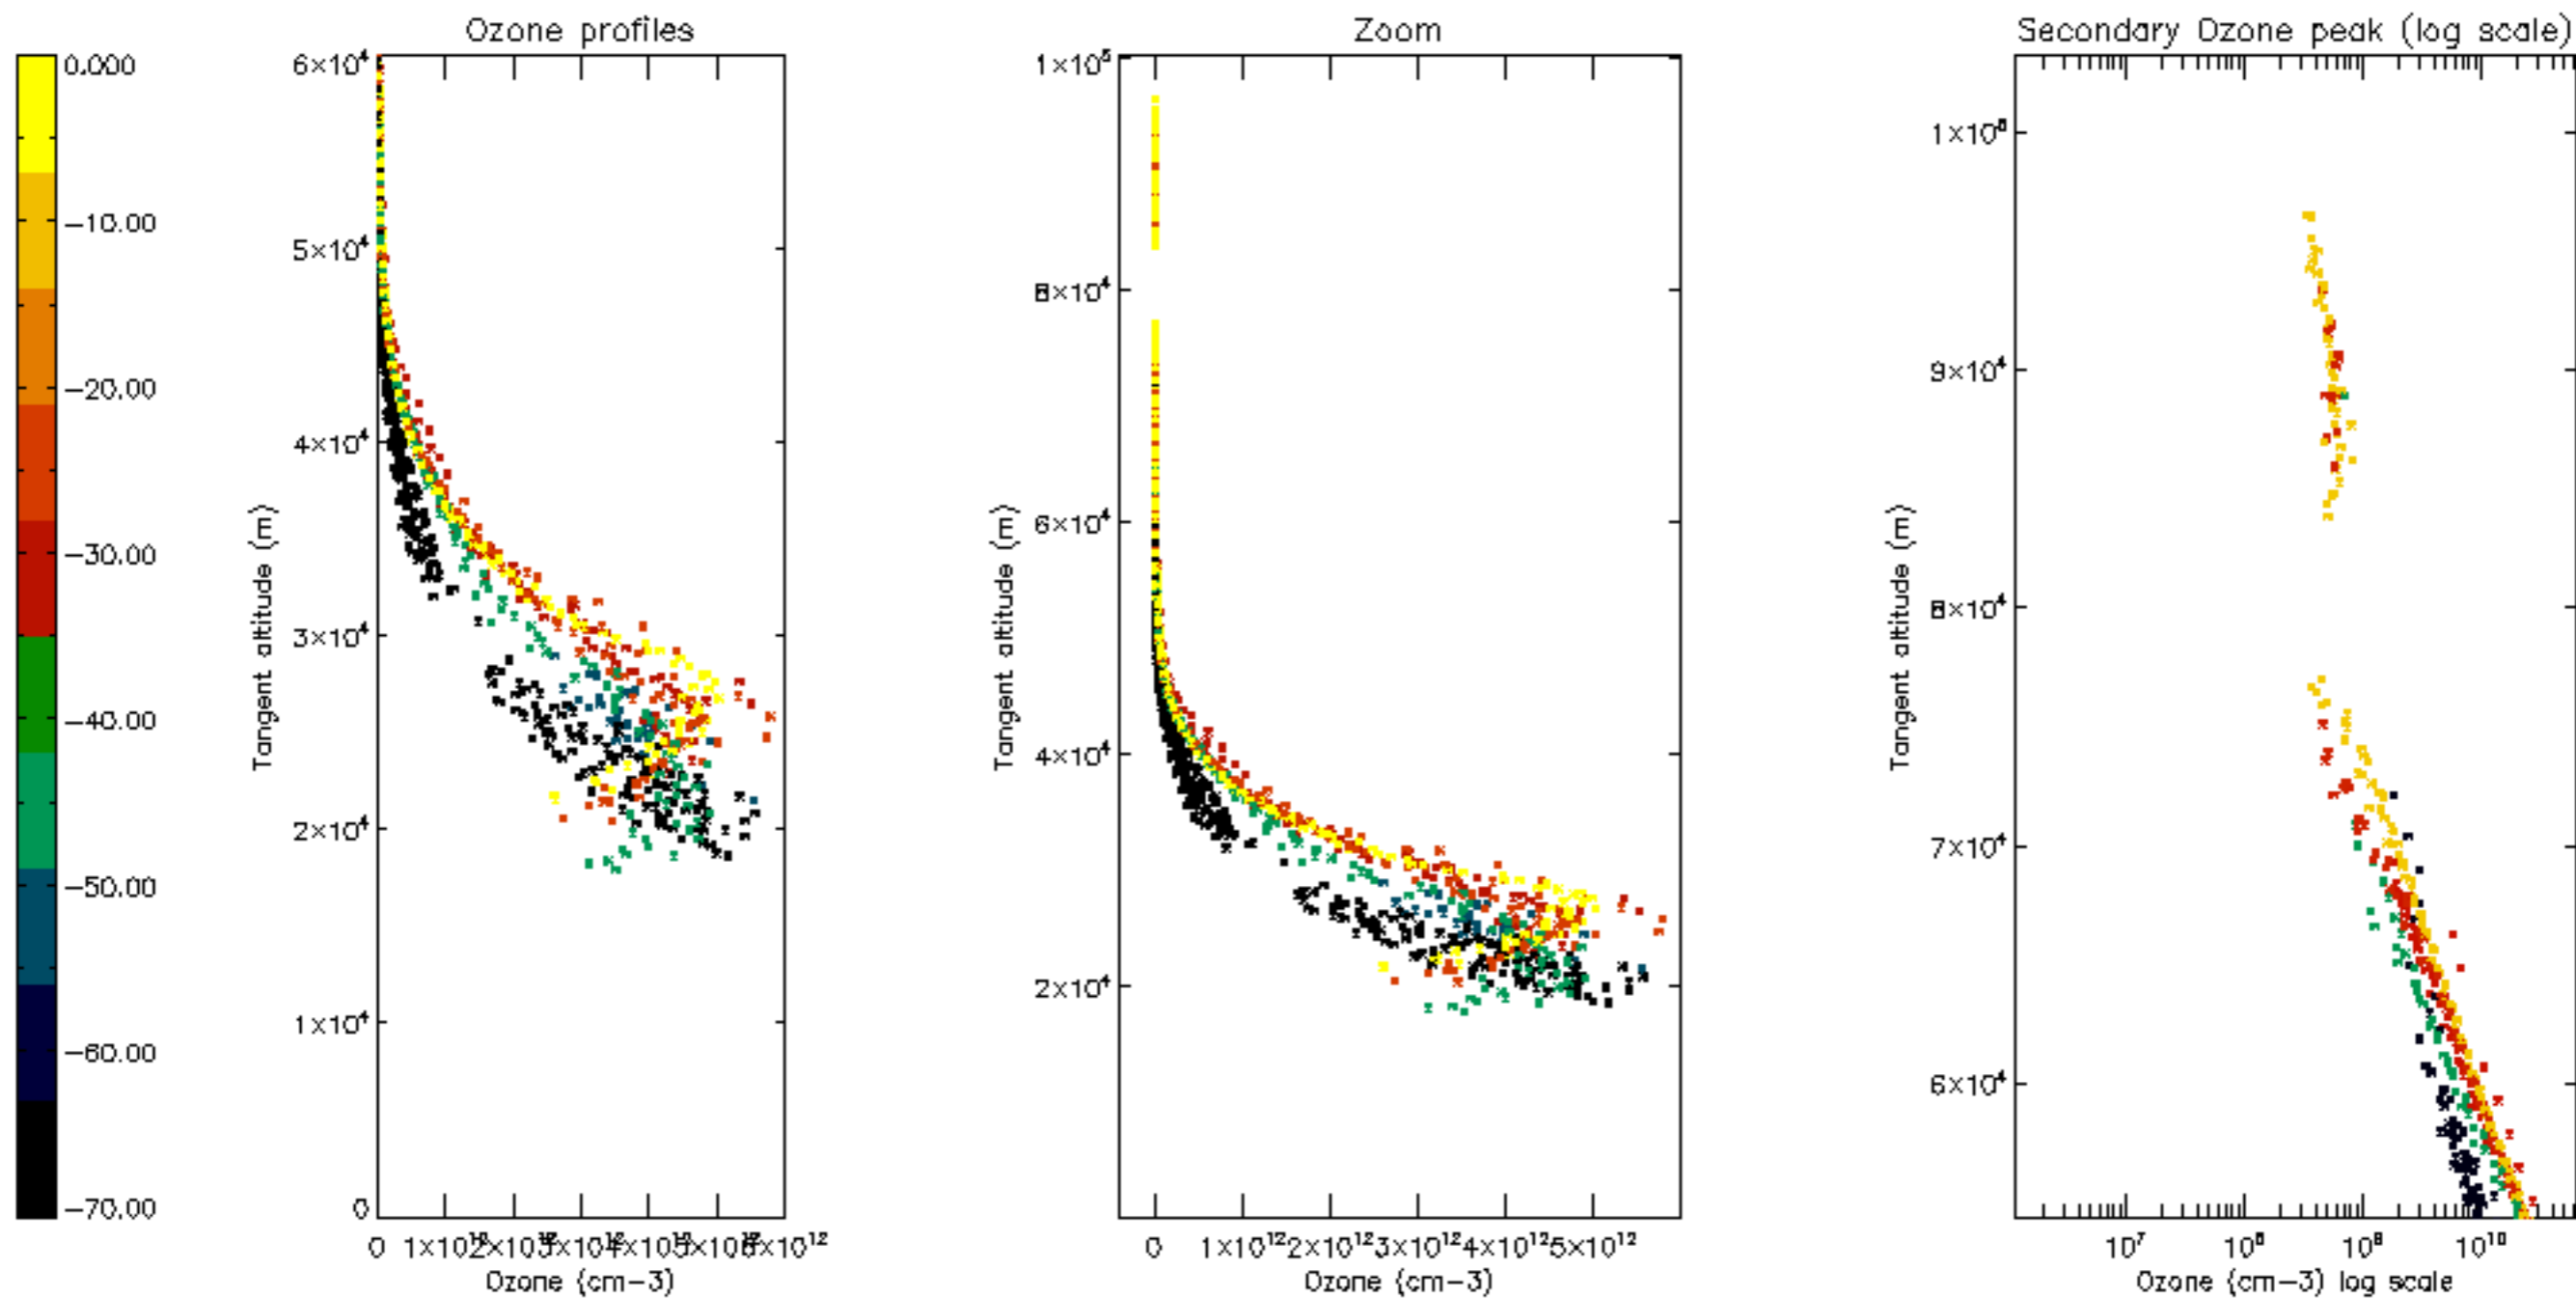 Ozone profiles
Zoom
Secondary Ozone peak (log scale)
0.000
−10.00
−20.00
−30.00
−40.00
−50.00
−60.00
−70.00
6×10⁴
5×10⁴
4×10⁴
3×10⁴
2×10⁴
1×10⁴
0
Tangent altitude (m)
0
Ozone (cm−3)
1×10⁵
8×10⁴
6×10⁴
4×10⁴
2×10⁴
Tangent altitude (m)
0 1×10¹² 2×10¹² 3×10¹² 4×10¹² 5×10¹²
Ozone (cm−3)
9×10⁴
8×10⁴
7×10⁴
6×10⁴
Tangent altitude (m)
10⁷ 10⁸ 10⁹ 10¹⁰
Ozone (cm−3) log scale